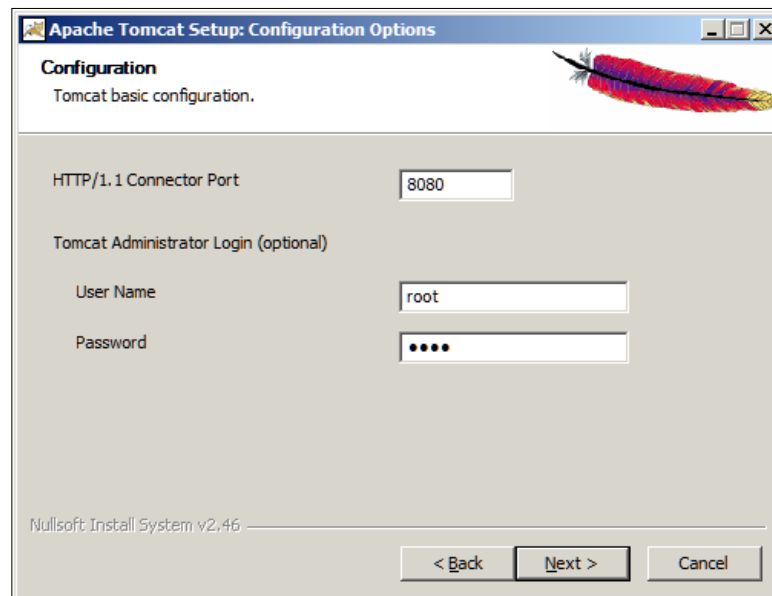 Apache Tomcat Setup: Configuration Options
Configuration
Tomcat basic configuration.
HTTP/1.1 Connector Port 8080
Tomcat Administrator Login (optional)
User Name root
Password ••••
Nullsoft Install System v2.46
< Back Next > Cancel